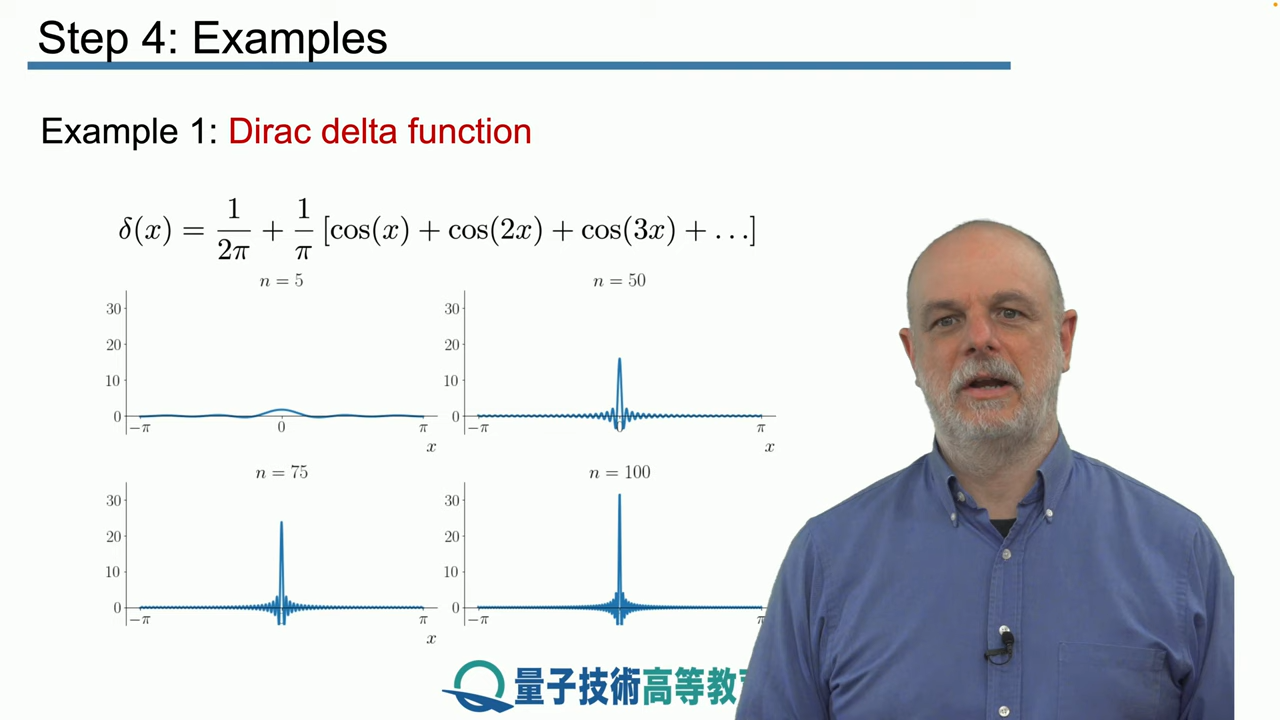 Step 4: Examples
Example 1: Dirac delta function
δ(x) = 1/2π + 1/π [cos(x) + cos(2x) + cos(3x) + …]
n = 5
30
20
10
0
−π
0
π
x
n = 50
30
20
10
0
−π
0
π
x
n = 75
30
20
10
0
−π
π
x
n = 100
30
20
10
0
−π
π
量子技術高等教